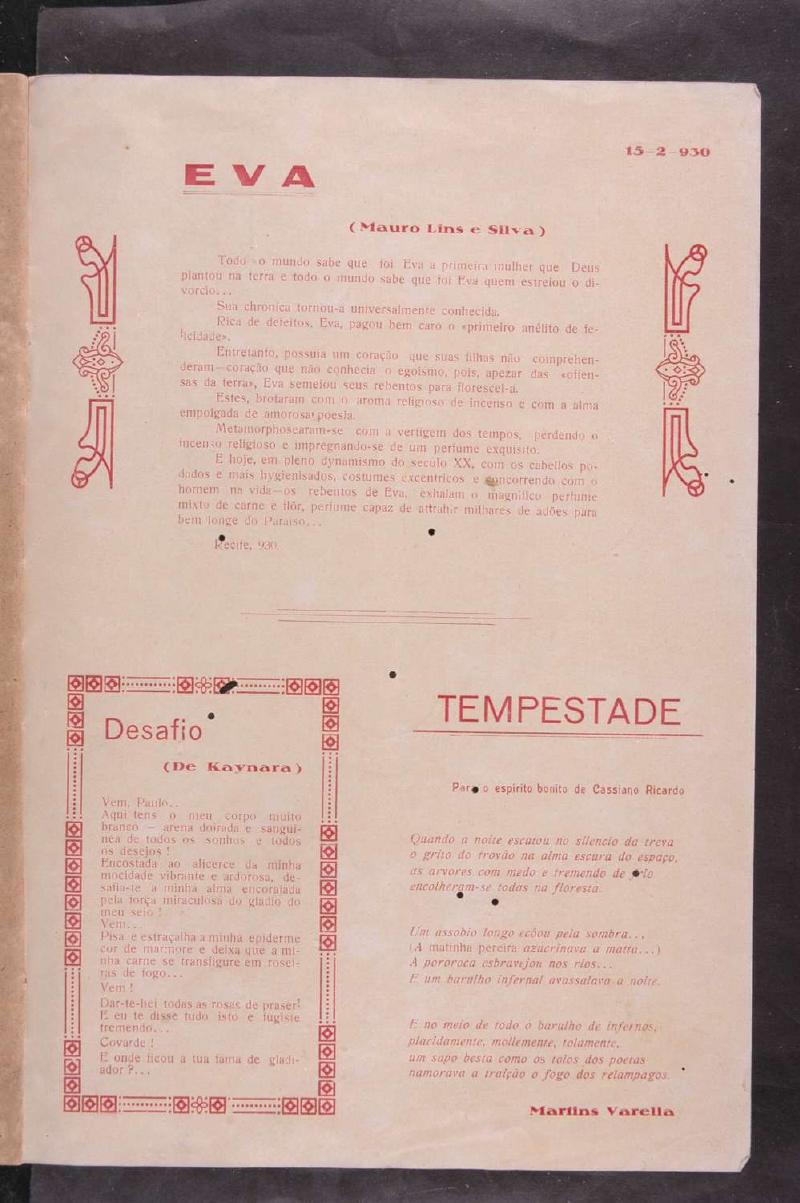 15-2-930
EVA
(Mauro Lins e Silva)
Todo o mundo sabe que foi Eva a primeira mulher que Deus
plantou na terra e todo o mundo sabe que foi Eva quem estreiou o di-
vorcio...
Sua chronica tornou-a universalmente conhecida.
Rica de defeitos, Eva, pagou bem caro o «primeiro anélito de fe-
licidade».
Entretanto, possuia um coração que suas filhas não comprehen-
deram—coração que não conhecia o egoismo, pois, apezar das «offen-
sas da terra», Eva semeiou seus rebentos para florescel-a.
Estes, brotaram com o aroma religioso de incenso e com a alma
empolgada de amorosa poesia.
Metamorphosearam-se com a vertigem dos tempos, perdendo o
incenso religioso e impregnando-se de um perfume exquisito.
E hoje, em pleno dynamismo do seculo XX, com os cabellos po-
dados e mais hygienisados, costumes excentricos e concorrendo com o
homem na vida—os rebentos de Eva, exhalam o magnifico perfume
mixto de carne e flôr, perfume capaz de attrahir milhares de adões para
bem longe do Paraiso...
Recife, 930.
Desafio
(De Kaynara)
Vem, Paulo..
Aqui tens o meu corpo muito
branco — arena doirada e sangui-
nea de todos os sonhos e todos
os desejos !
Encostada ao alicerce da minha
mocidade vibrante e ardorosa, de-
safia-te a minha alma encoraiada
pela força miraculosa do gladio do
meu seio !
Vem..
Pisa e estraçalha a minha epiderme
cor de marmore e deixa que a mi-
nha carne se transfigure em rosei-
ras de fogo...
Vem !
Dar-te-hei todas as rosas de praser!
E eu te disse tudo isto e fugiste
tremendo...
Covarde !
E onde ficou a tua fama de gladi-
ador ?...
TEMPESTADE
Para o espirito bonito de Cassiano Ricardo
Quando a noite escutou no silencio da treva
o grito do trovão na alma escura do espaço,
as arvores com medo e tremendo de frio
encolheram-se todas na floresta.
Um assobio longo ecôou pela sombra...
(A matinha pereira azucrinava a matta...)
A pororoca esbravejou nos rios...
E um barulho infernal avassalava a noite.
E no meio de todo o barulho de infernos,
placidamente, mollemente, tolamente,
um sapo besta como os tolos dos poetas
namorava a traição o fogo dos relampagos.
Martins Varella